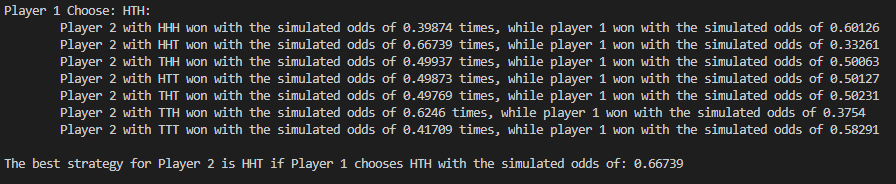 Player 1 Choose: HTH:
Player 2 with HHH won with the simulated odds of 0.39874 times, while player 1 won with the simulated odds of 0.60126
Player 2 with HHT won with the simulated odds of 0.66739 times, while player 1 won with the simulated odds of 0.33261
Player 2 with THH won with the simulated odds of 0.49937 times, while player 1 won with the simulated odds of 0.50063
Player 2 with HTT won with the simulated odds of 0.49873 times, while player 1 won with the simulated odds of 0.50127
Player 2 with THT won with the simulated odds of 0.49769 times, while player 1 won with the simulated odds of 0.50231
Player 2 with TTH won with the simulated odds of 0.6246 times, while player 1 won with the simulated odds of 0.3754
Player 2 with TTT won with the simulated odds of 0.41709 times, while player 1 won with the simulated odds of 0.58291
The best strategy for Player 2 is HHT if Player 1 chooses HTH with the simulated odds of: 0.66739